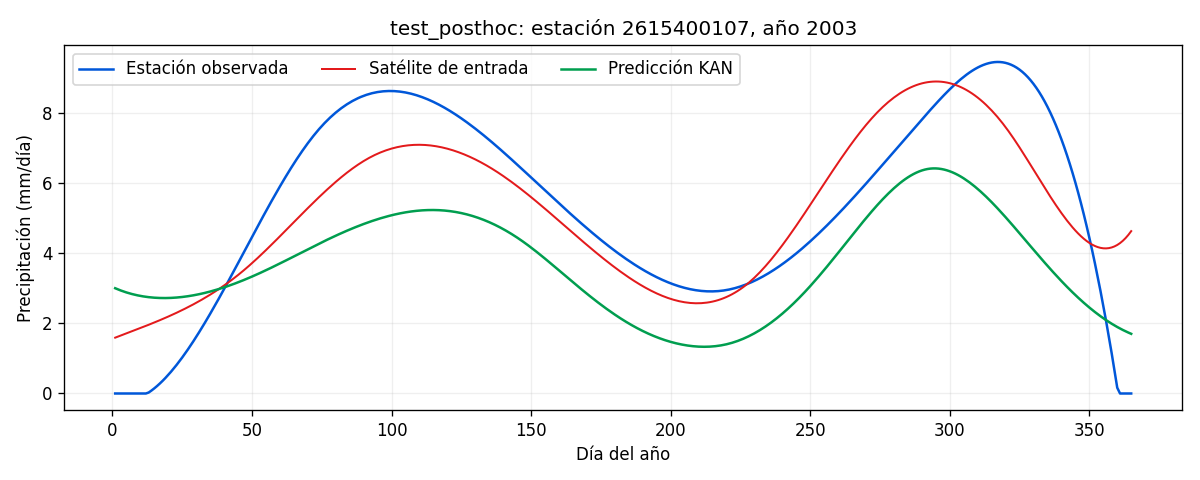 test_posthoc: estación 2615400107, año 2003
Estación observada
Satélite de entrada
Predicción KAN
Precipitación (mm/día)
8
6
4
2
0
0 50 100 150 200 250 300 350
Día del año